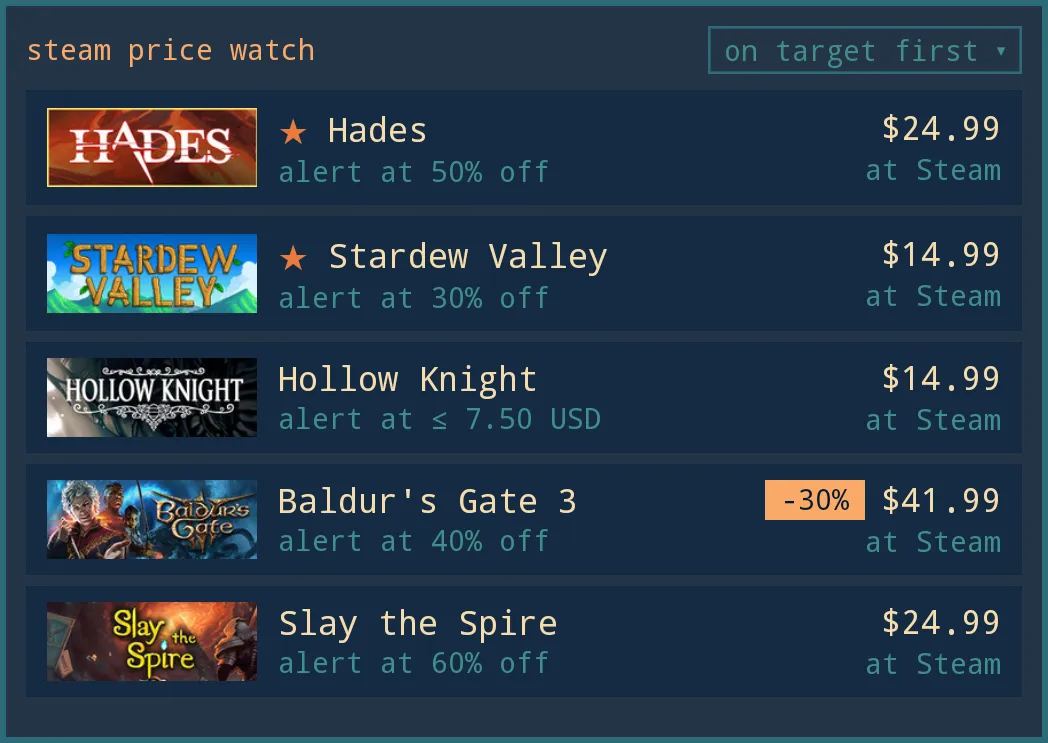 steam price watch
on target first ▾
HADES
★ Hades
alert at 50% off
$24.99
at Steam
STARDEW
VALLEY
★ Stardew Valley
alert at 30% off
$14.99
at Steam
HOLLOW KNIGHT
Hollow Knight
alert at ≤ 7.50 USD
$14.99
at Steam
Baldur's
Gate
Baldur's Gate 3
alert at 40% off
-30% $41.99
at Steam
Slay the
Spire
Slay the Spire
alert at 60% off
$24.99
at Steam